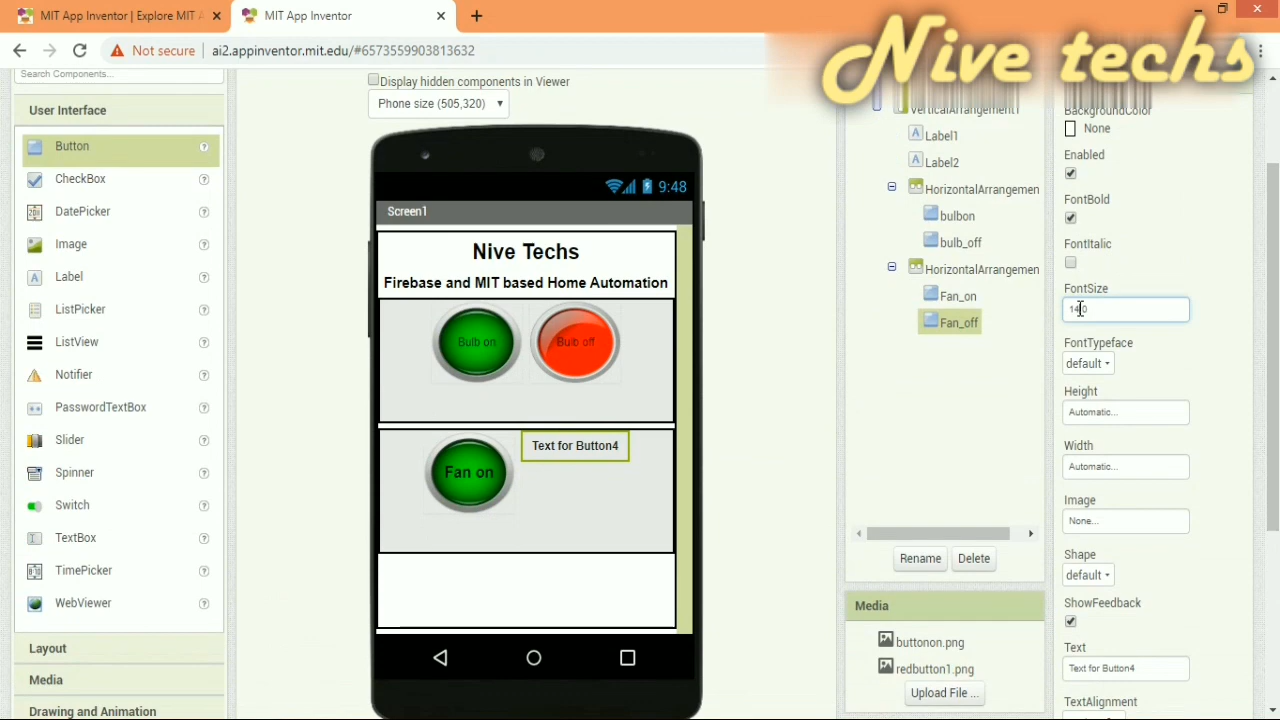 MIT App Inventor | Explore MIT A
MIT App Inventor
Nive techs
Not secure
ai2.appinventor.mit.edu/#6573559903813632
Search Components...
User Interface
Button
CheckBox
DatePicker
Image
Label
ListPicker
ListView
Notifier
PasswordTextBox
Slider
Spinner
Switch
TextBox
TimePicker
WebViewer
Layout
Media
Drawing and Animation
Display hidden components in Viewer
Phone size (505,320)
9:48
Screen1
Nive Techs
Firebase and MIT based Home Automation
Bulb on
Bulb off
Fan on
Text for Button4
VerticalArrangement1
Label1
Label2
HorizontalArrangemen
bulbon
bulb_off
HorizontalArrangemen
Fan_on
Fan_off
Rename
Delete
Media
buttonon.png
redbutton1.png
Upload File ...
BackgroundColor
None
Enabled
FontBold
FontItalic
FontSize
FontTypeface
default
Height
Automatic...
Width
Automatic...
Image
None...
Shape
default
ShowFeedback
Text
Text for Button4
TextAlignment